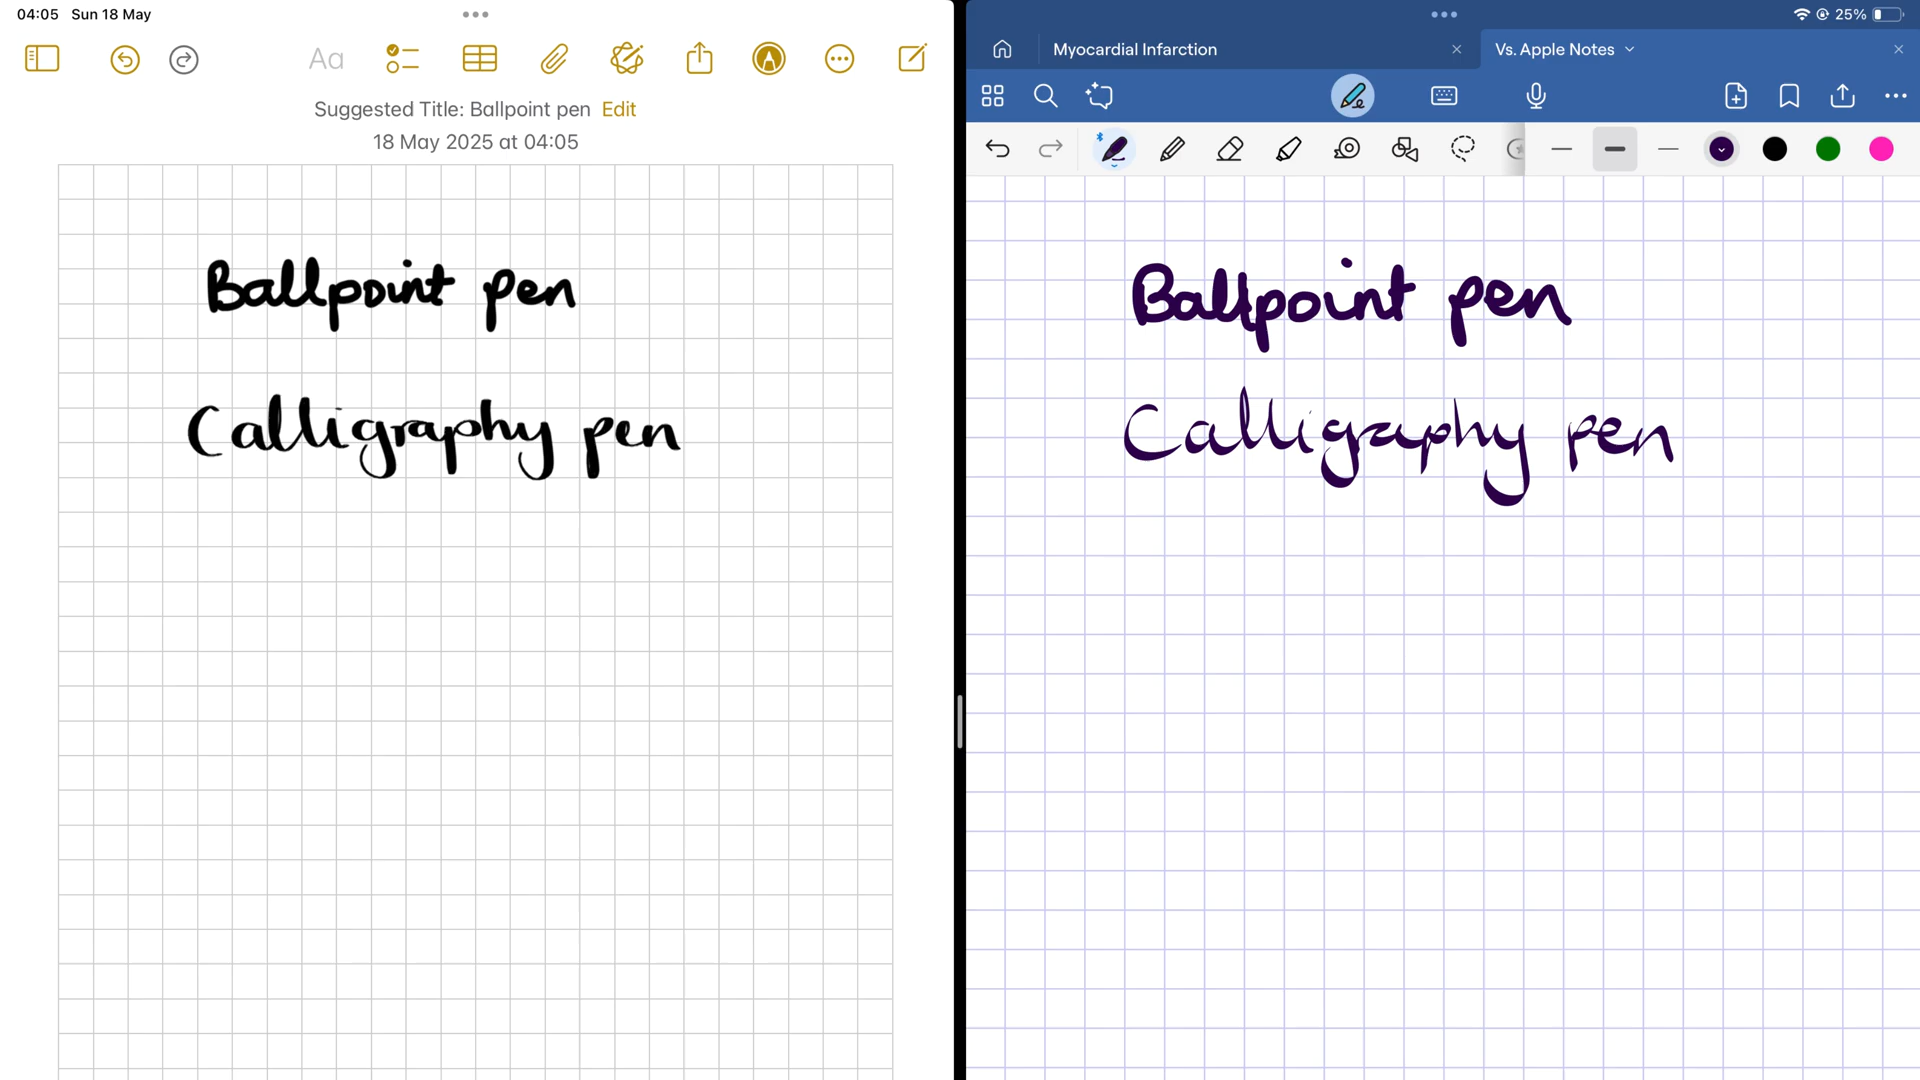 04:05 Sun 18 May
Suggested Title: Ballpoint pen Edit
18 May 2025 at 04:05
Ballpoint pen
Calligraphy pen
25%
Myocardial Infarction
Vs. Apple Notes
Ballpoint pen
Calligraphy pen